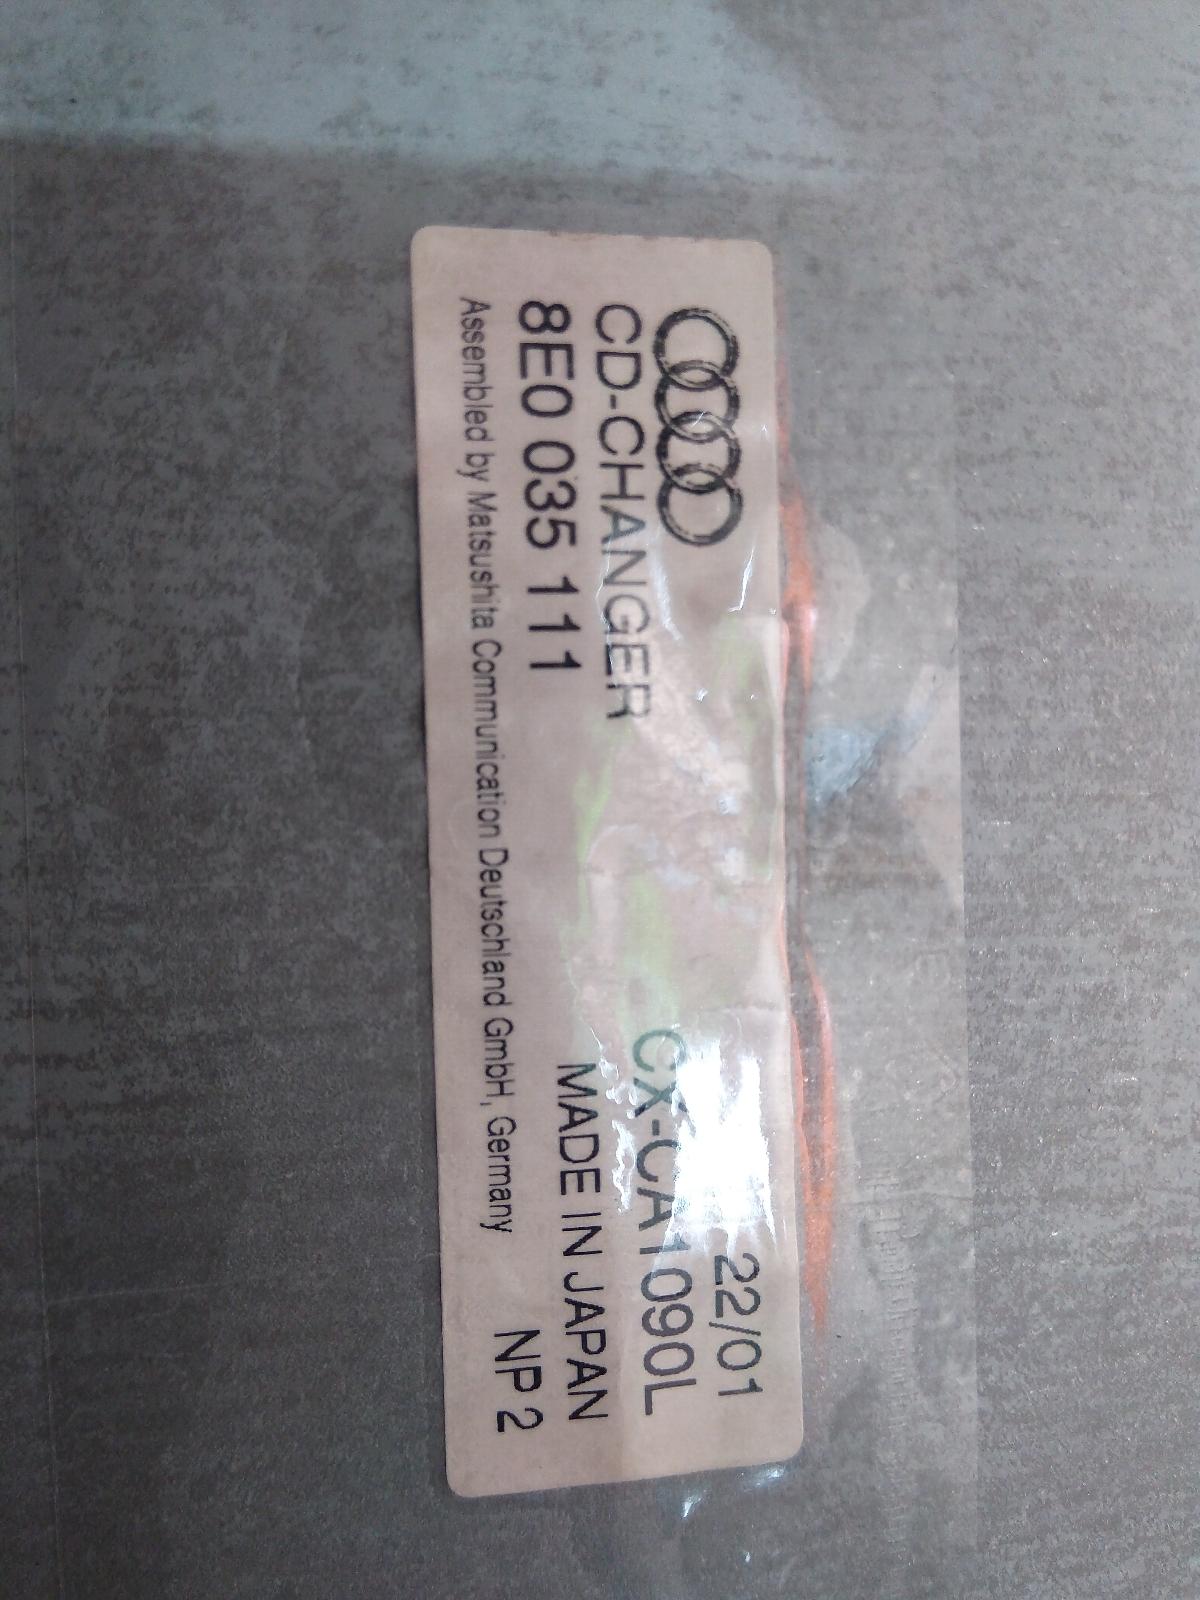 22/01
CD-CHANGER CX-CA1090L
8E0 035 111 MADE IN JAPAN
Assembled by Matsushita Communication Deutschland GmbH, Germany NP 2